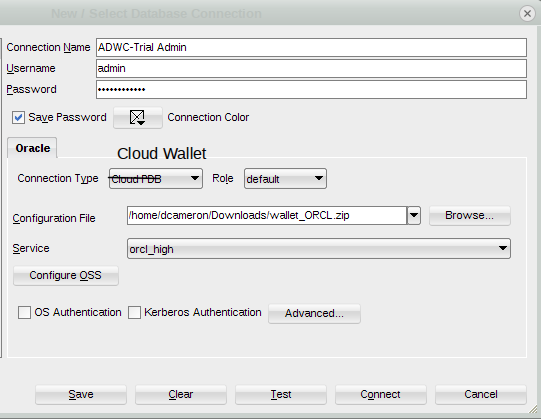 New / Select Database Connection
Connection Name ADWC-Trial Admin
Username admin
Password ••••••••••••
Save Password Connection Color
Oracle
Cloud Wallet
Connection Type Cloud PDB Role default
Configuration File /home/dcameron/Downloads/wallet_ORCL.zip Browse...
Service orcl_high
Configure OSS
OS Authentication Kerberos Authentication Advanced...
Save Clear Test Connect Cancel